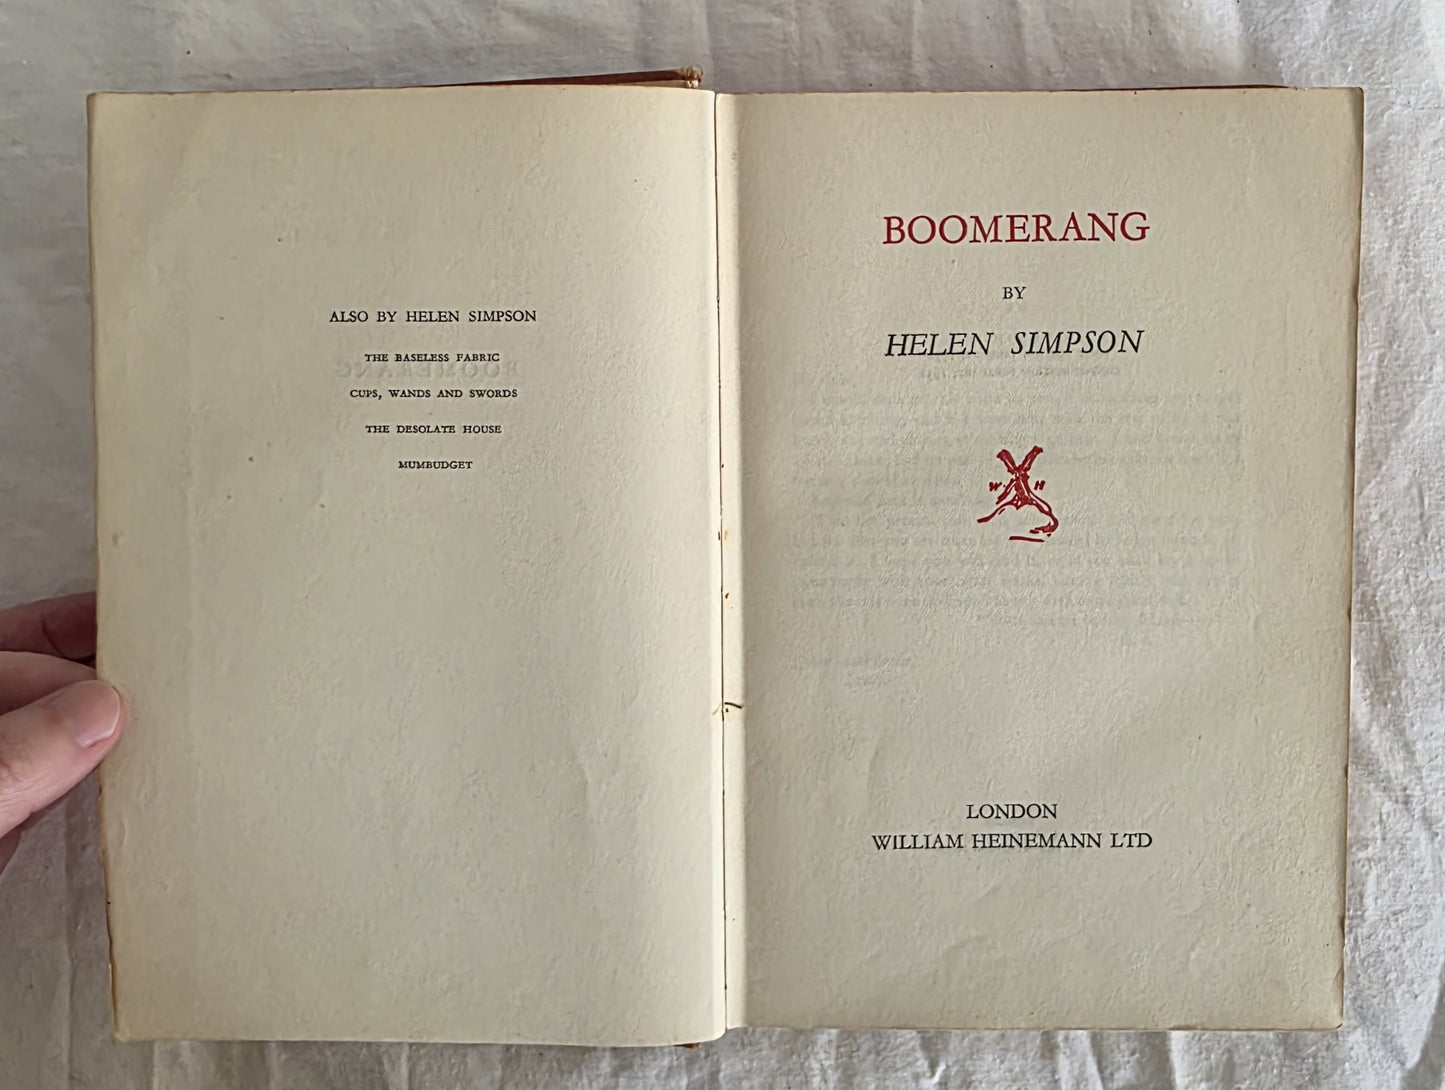 ALSO BY HELEN SIMPSON
THE BASELESS FABRIC
CUPS, WANDS AND SWORDS
THE DESOLATE HOUSE
MUMBUDGET
BOOMERANG
BY
HELEN SIMPSON
W H
LONDON
WILLIAM HEINEMANN LTD